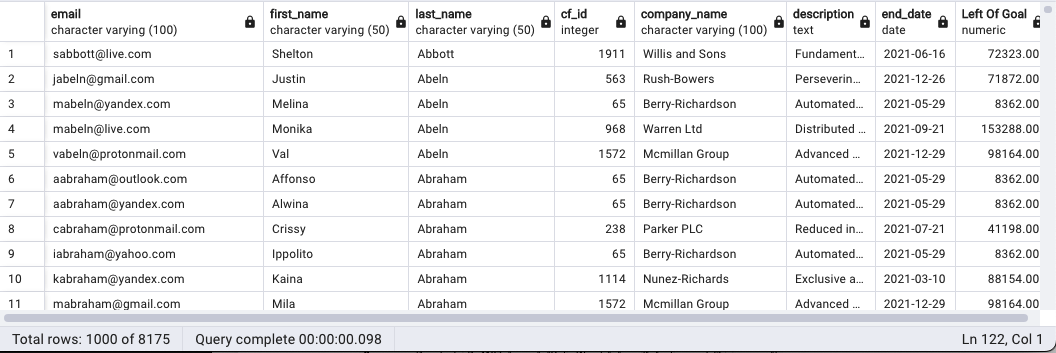 email first_name last_name cf_id company_name description end_date Left Of Goal
character varying (100) character varying (50) character varying (50) integer character varying (100) text date numeric
1 sabbott@live.com Shelton Abbott 1911 Willis and Sons Fundament... 2021-06-16 72323.00
2 jabeln@gmail.com Justin Abeln 563 Rush-Bowers Perseverin... 2021-12-26 71872.00
3 mabeln@yandex.com Melina Abeln 65 Berry-Richardson Automated... 2021-05-29 8362.00
4 mabeln@live.com Monika Abeln 968 Warren Ltd Distributed ... 2021-09-21 153288.00
5 vabeln@protonmail.com Val Abeln 1572 Mcmillan Group Advanced ... 2021-12-29 98164.00
6 aabraham@outlook.com Affonso Abraham 65 Berry-Richardson Automated... 2021-05-29 8362.00
7 aabraham@yandex.com Alwina Abraham 65 Berry-Richardson Automated... 2021-05-29 8362.00
8 cabraham@protonmail.com Crissy Abraham 238 Parker PLC Reduced in... 2021-07-21 41198.00
9 iabraham@yahoo.com Ippolito Abraham 65 Berry-Richardson Automated... 2021-05-29 8362.00
10 kabraham@yandex.com Kaina Abraham 1114 Nunez-Richards Exclusive a... 2021-03-10 88154.00
11 mabraham@gmail.com Mila Abraham 1572 Mcmillan Group Advanced ... 2021-12-29 98164.00
Total rows: 1000 of 8175 Query complete 00:00:00.098 Ln 122, Col 1